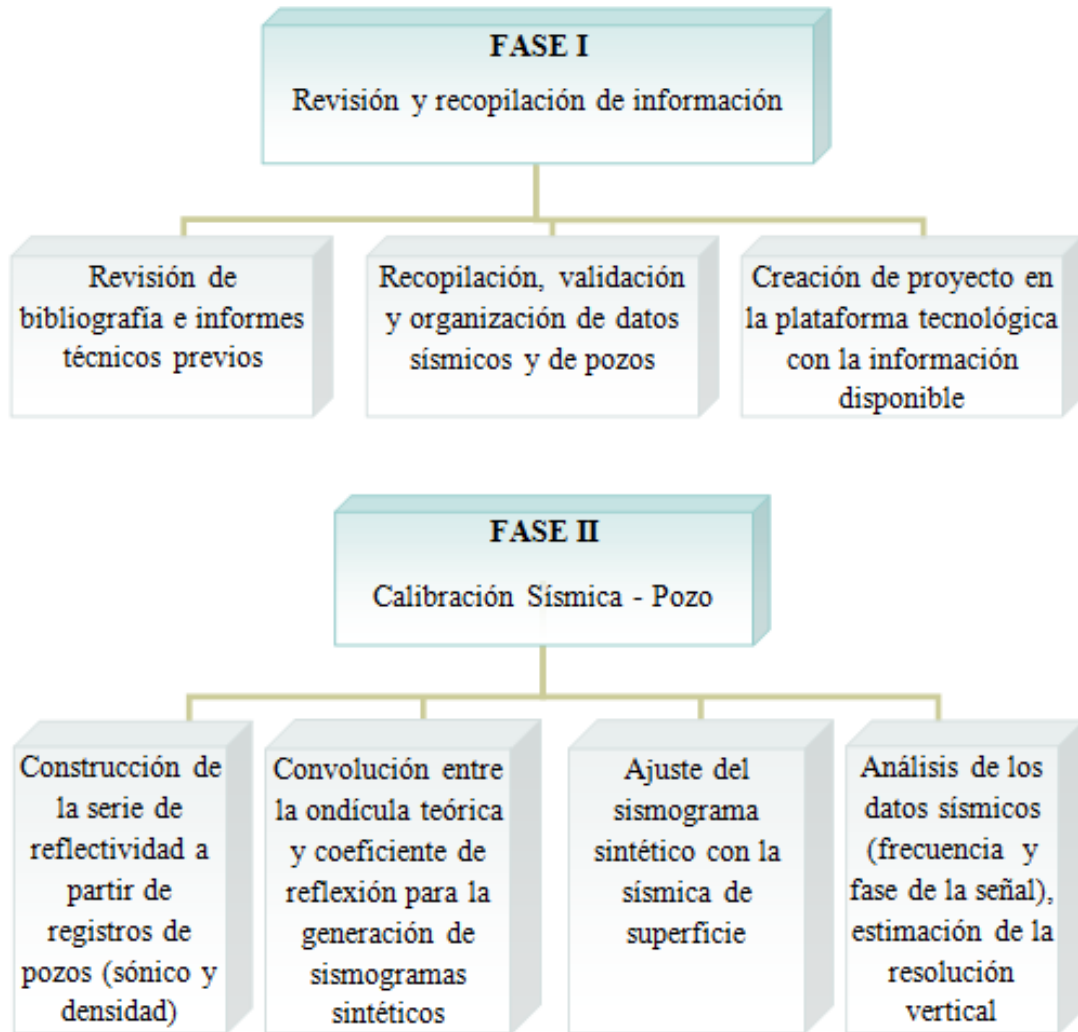 FASE I
Revisión y recopilación de información
Revisión de
bibliografía e informes
técnicos previos
Recopilación, validación
y organización de datos
sísmicos y de pozos
Creación de proyecto en
la plataforma tecnológica
con la información
disponible
FASE II
Calibración Sísmica - Pozo
Construcción de
la serie de
reflectividad a
partir de
registros de
pozos (sónico y
densidad)
Convolución entre
la ondícula teórica
y coeficiente de
reflexión para la
generación de
sismogramas
sintéticos
Ajuste del
sismograma
sintético con la
sísmica de
superficie
Análisis de los
datos sísmicos
(frecuencia y
fase de la señal),
estimación de la
resolución
vertical